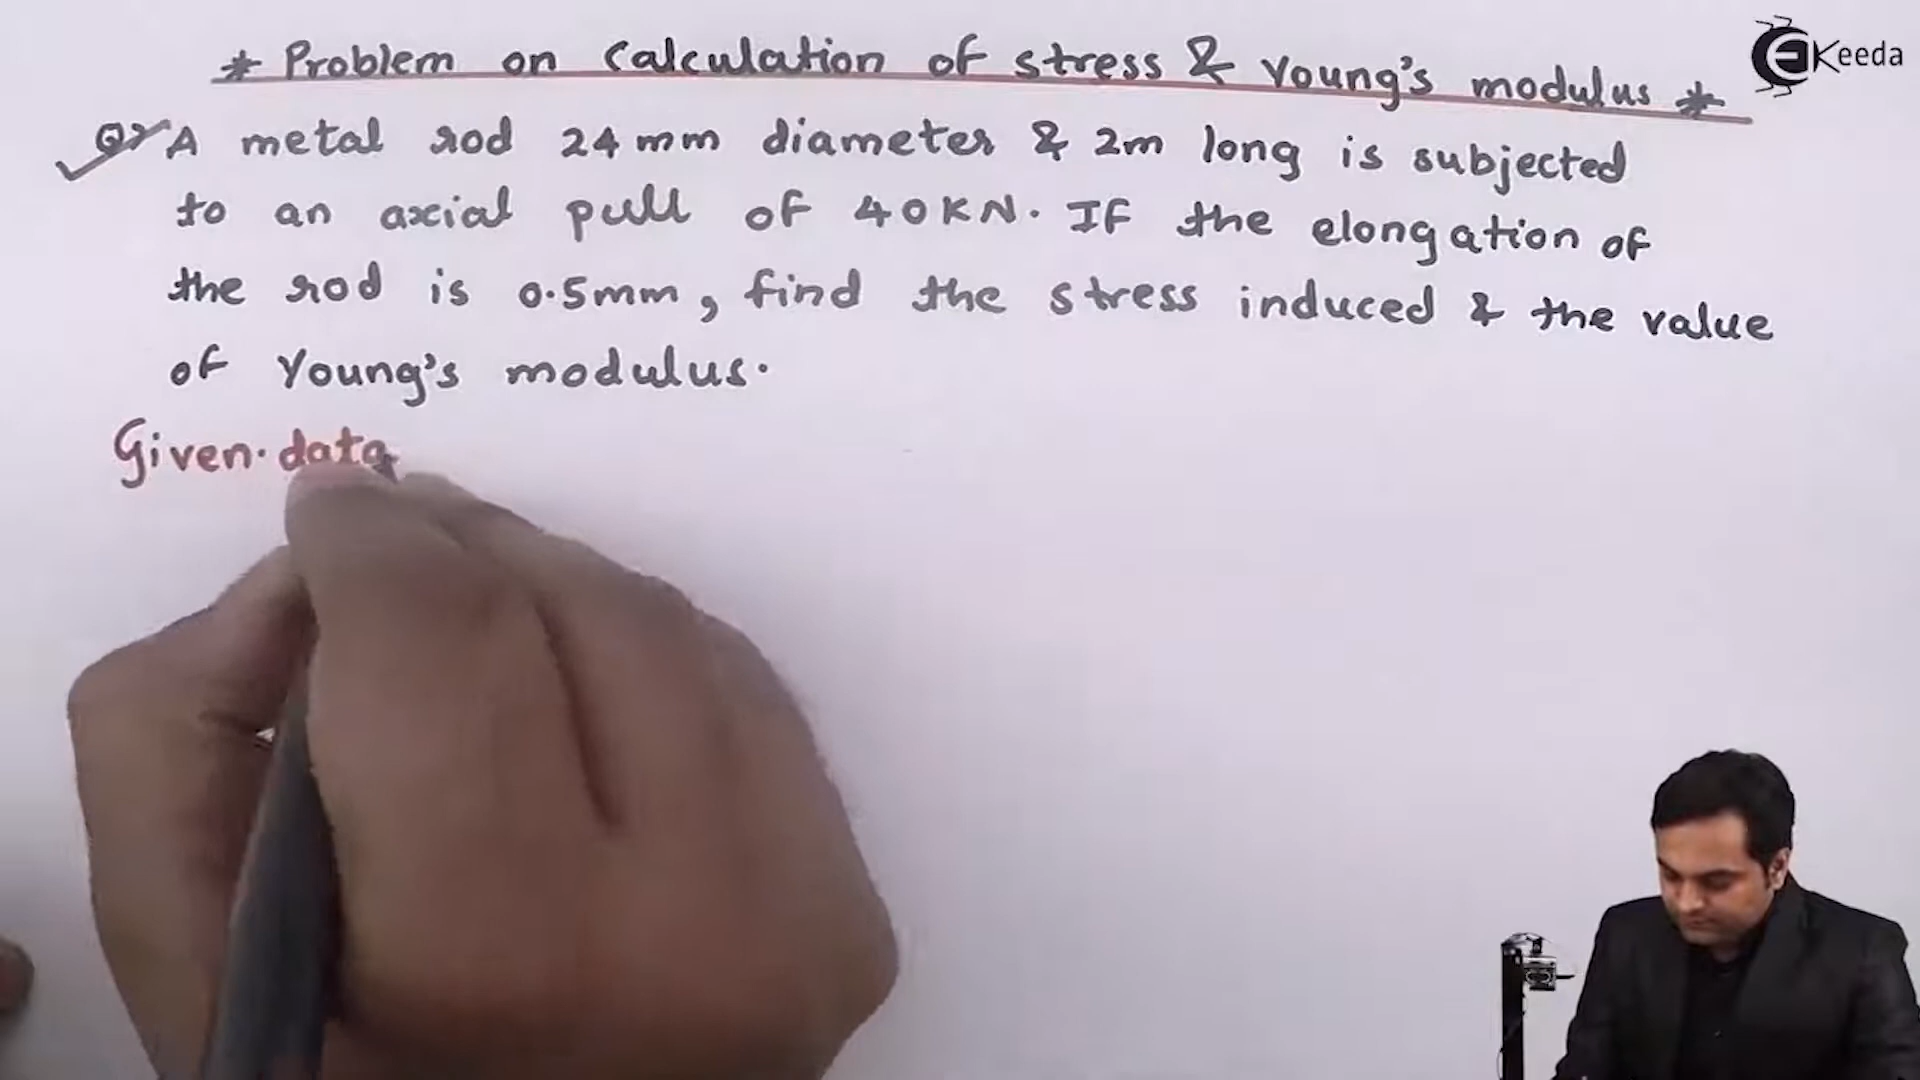 * Problem on Calculation of stress & Young's modulus *
EKeeda
Q> A metal rod 24 mm diameter & 2m long is subjected
to an axial pull of 40KN. If the elongation of
the rod is 0.5mm, find the stress induced & the value
of Young's modulus.
Given. data